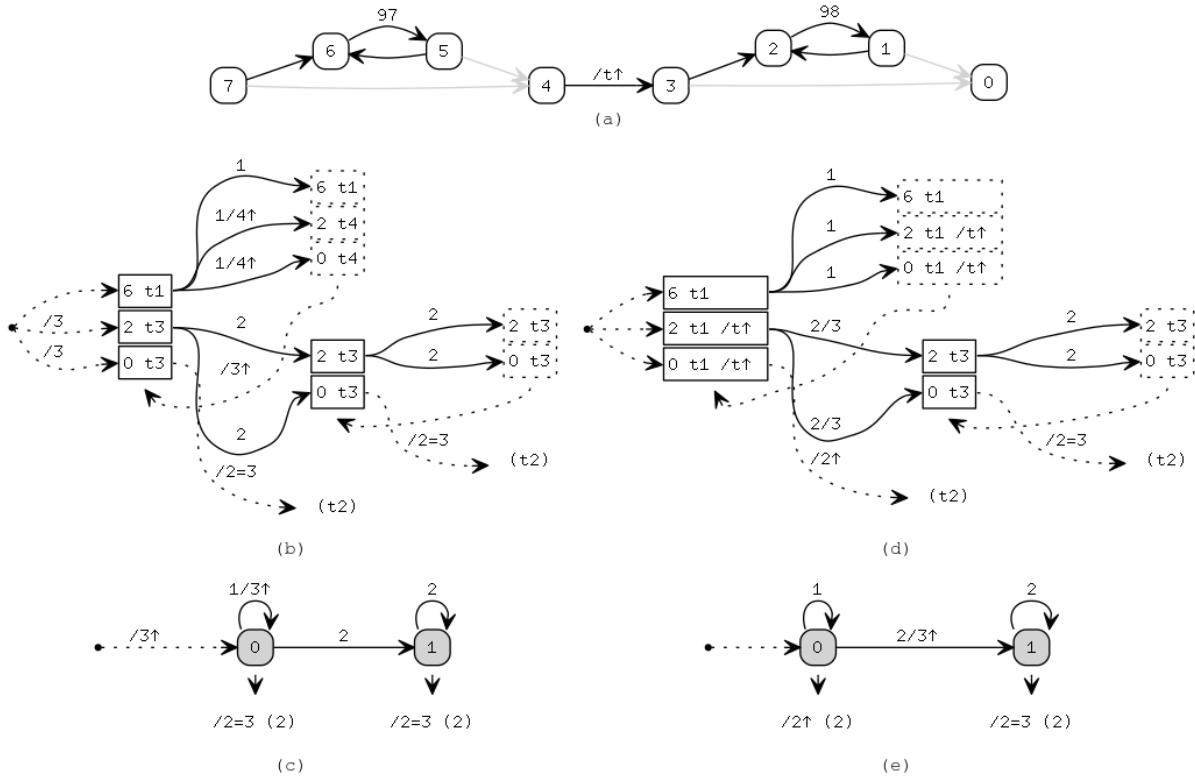 97
98
6
5
2
1
7
4
/t↑
3
0
(a)
1
6 t1
1/4↑
2 t4
1/4↑
0 t4
6 t1
/3
2 t3
/3
0 t3
2
/3↑
2
/2=3
2 t3
0 t3
2
2
2 t3
0 t3
/2=3
(t2)
(t2)
(b)
1
6 t1
1
2 t1 /t↑
1
0 t1 /t↑
6 t1
2 t1 /t↑
0 t1 /t↑
2/3
2/3
/2↑
2 t3
0 t3
2
2
2 t3
0 t3
/2=3
(t2)
(t2)
(d)
1/3↑
2
/3↑
0
2
1
/2=3 (2)
/2=3 (2)
(c)
1
2
0
2/3↑
1
/2↑ (2)
/2=3 (2)
(e)